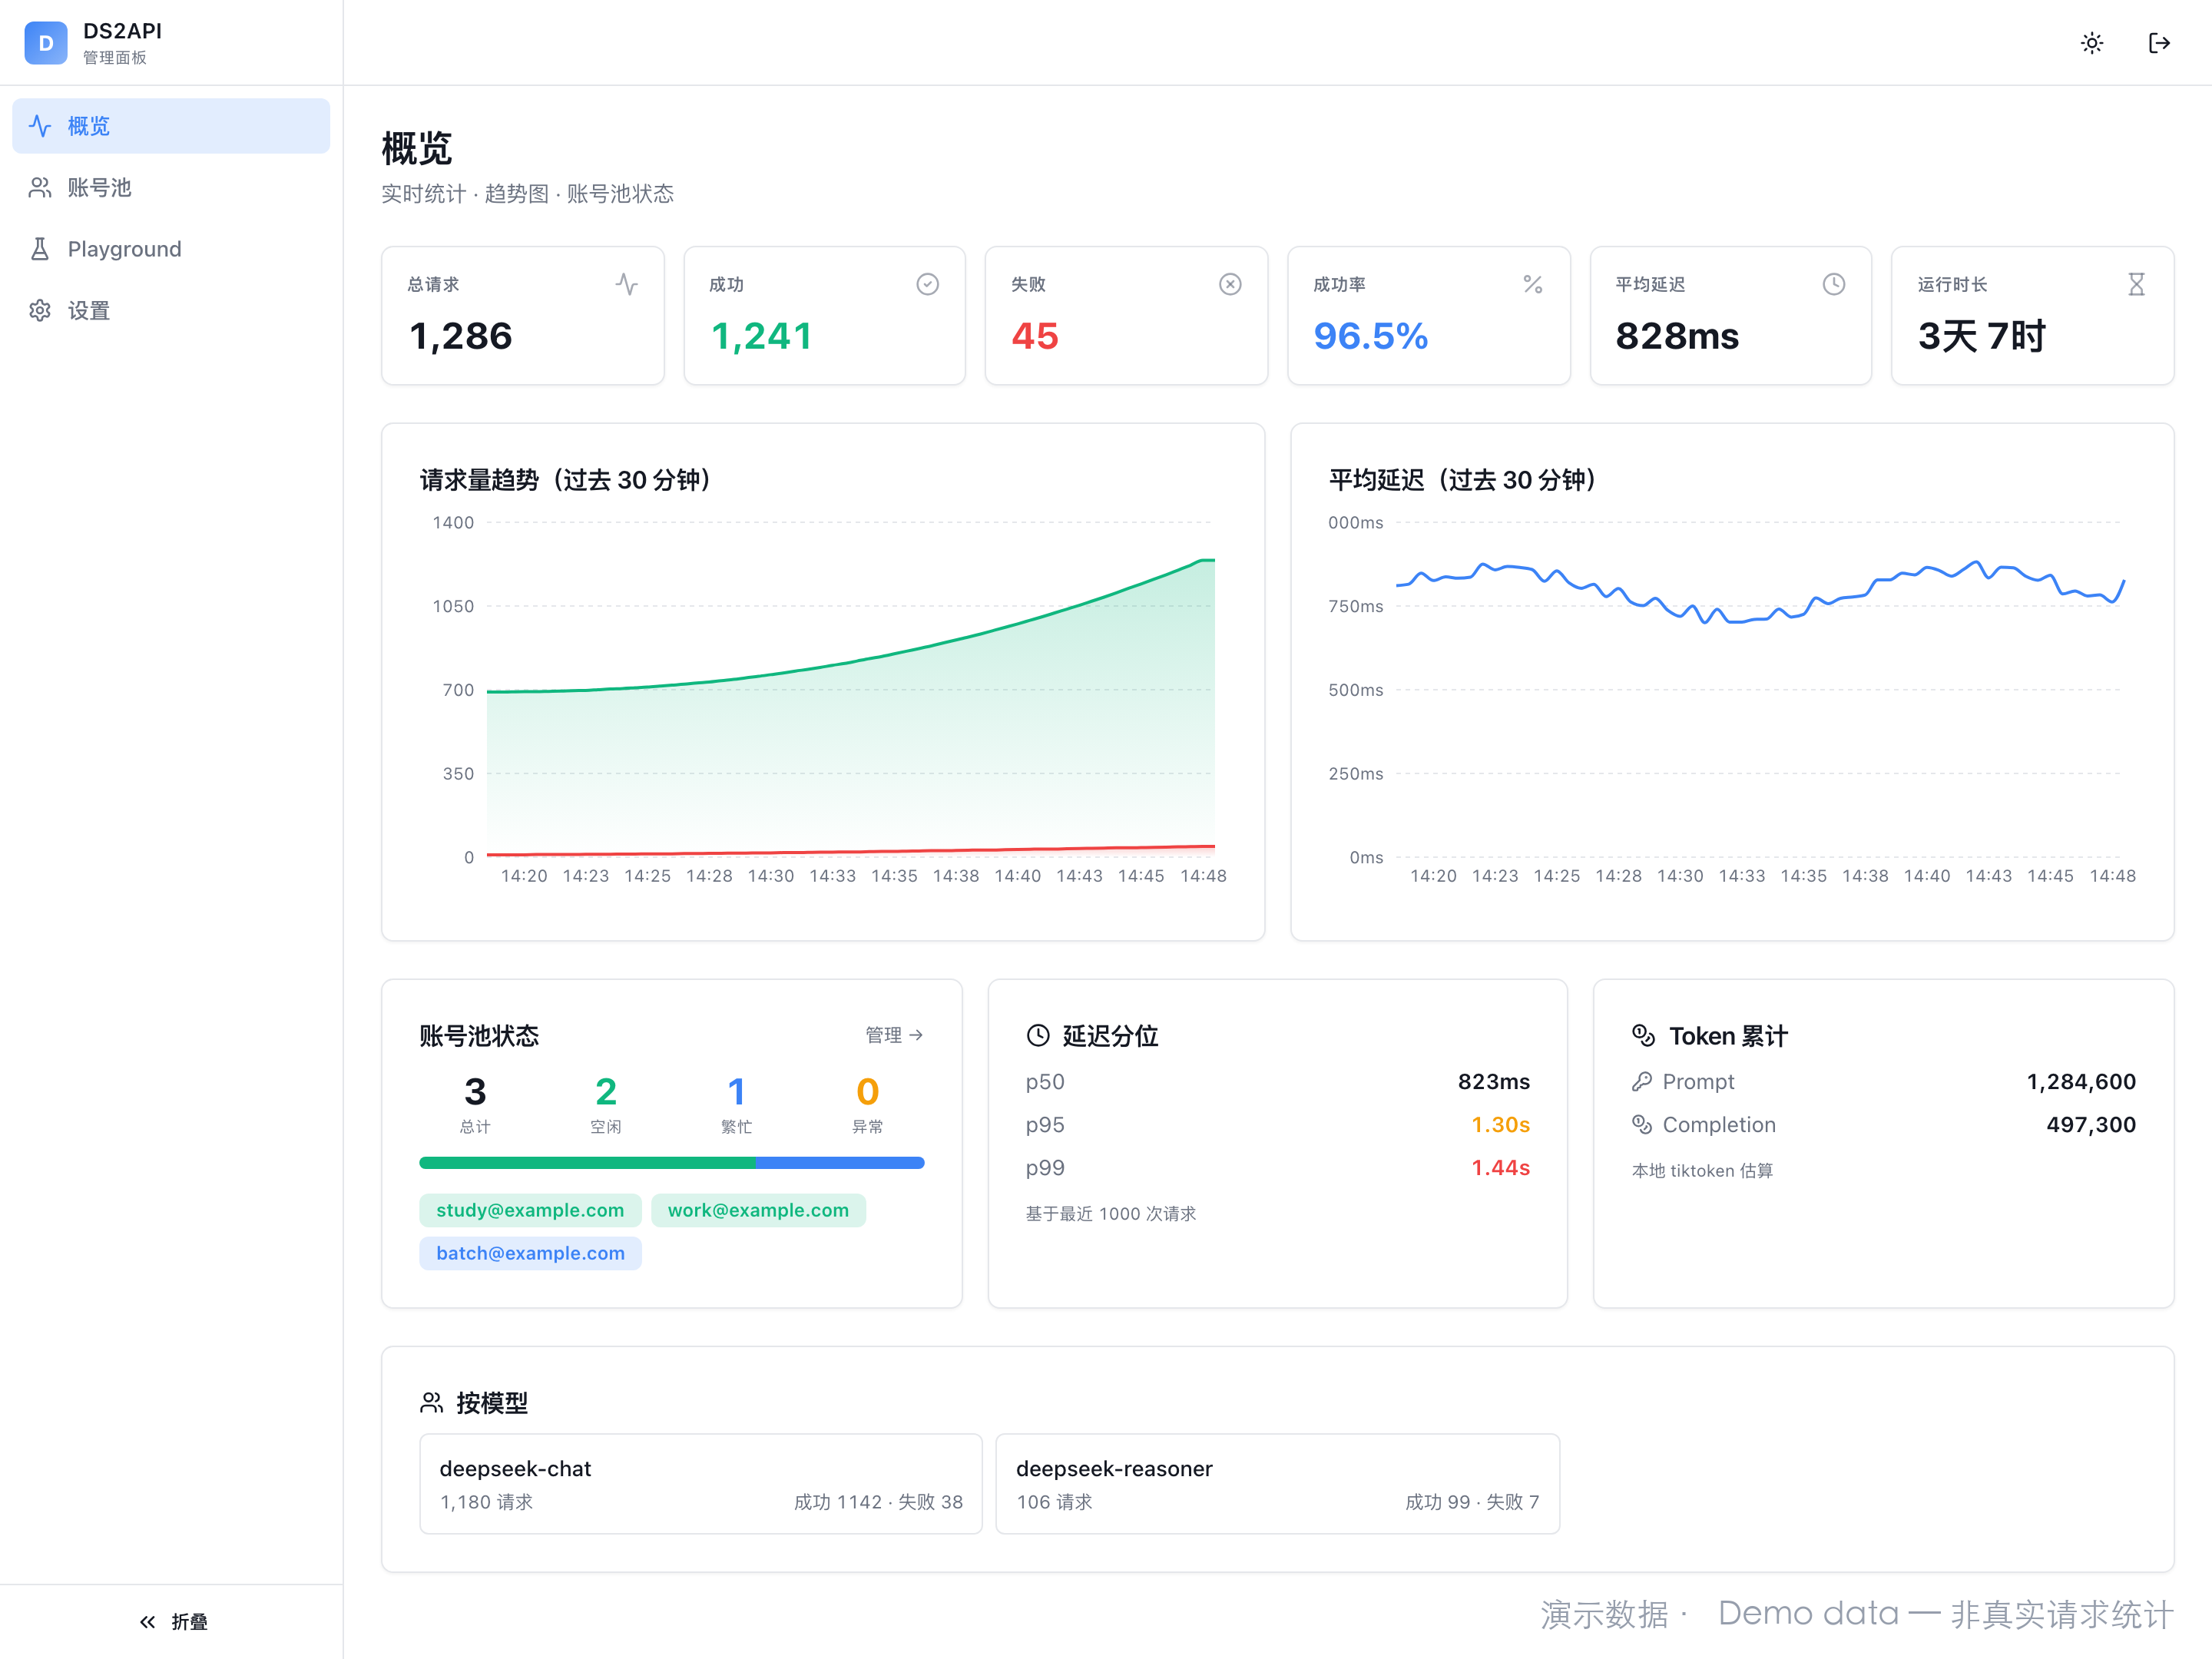 D
DS2API
管理面板
概览
账号池
Playground
设置
折叠
概览
实时统计 · 趋势图 · 账号池状态
总请求
1,286
成功
1,241
失败
45
成功率
96.5%
平均延迟
828ms
运行时长
3天 7时
请求量趋势（过去 30 分钟）
1400
1050
700
350
0
14:20 14:23 14:25 14:28 14:30 14:33 14:35 14:38 14:40 14:43 14:45 14:48
平均延迟（过去 30 分钟）
000ms
750ms
500ms
250ms
0ms
14:20 14:23 14:25 14:28 14:30 14:33 14:35 14:38 14:40 14:43 14:45 14:48
账号池状态 管理 →
3 2 1 0
总计 空闲 繁忙 异常
study@example.com work@example.com
batch@example.com
延迟分位
p50 823ms
p95 1.30s
p99 1.44s
基于最近 1000 次请求
Token 累计
Prompt 1,284,600
Completion 497,300
本地 tiktoken 估算
按模型
deepseek-chat
1,180 请求 成功 1142 · 失败 38
deepseek-reasoner
106 请求 成功 99 · 失败 7
演示数据 · Demo data — 非真实请求统计